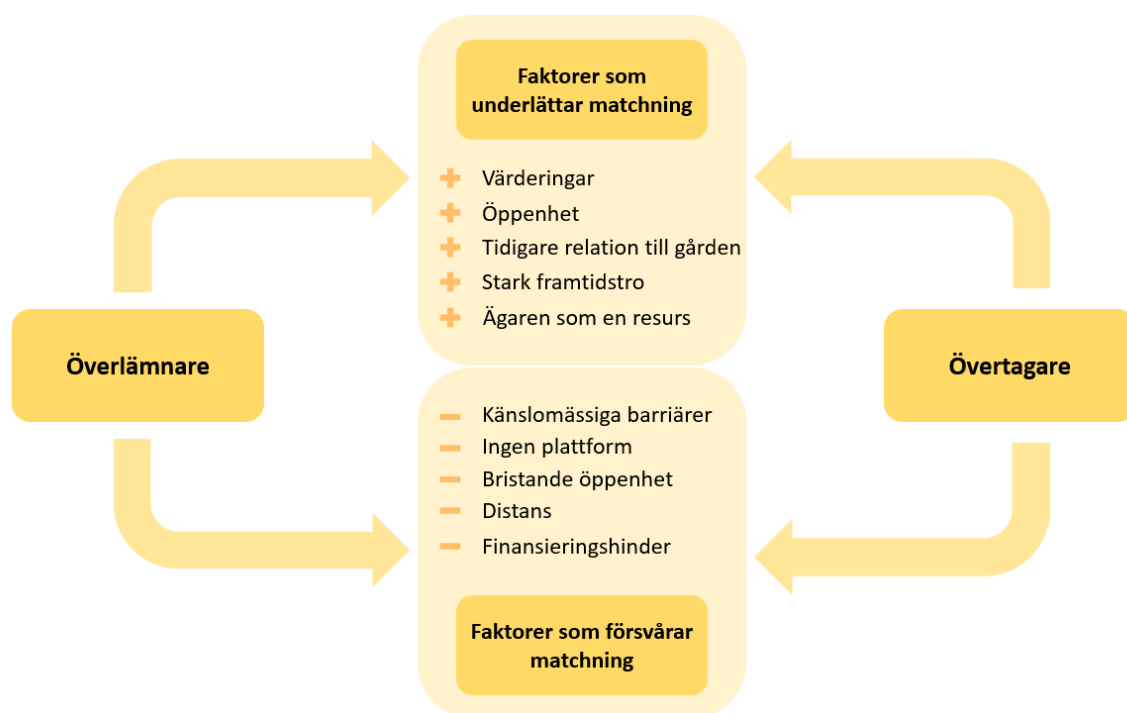 Faktorer som
underlättar matchning
+ Värderingar
+ Öppenhet
+ Tidigare relation till gården
+ Stark framtidstro
+ Ägaren som en resurs
Överlämnare
Övertagare
− Känslomässiga barriärer
− Ingen plattform
− Bristande öppenhet
− Distans
− Finansieringshinder
Faktorer som försvårar
matchning